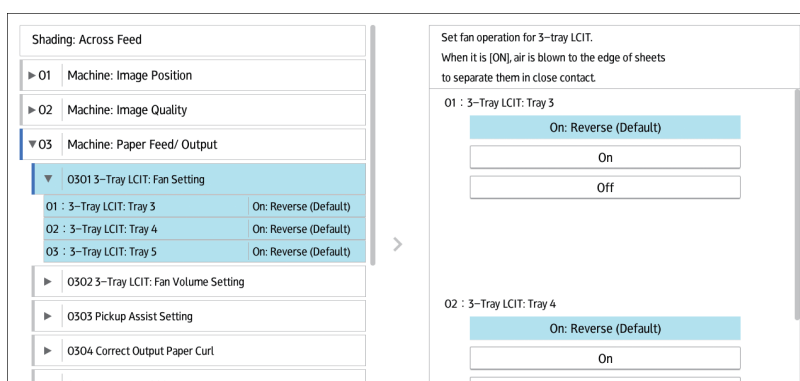 Shading: Across Feed
▶01 Machine: Image Position
▶02 Machine: Image Quality
▼03 Machine: Paper Feed/ Output
▼ 0301 3-Tray LCIT: Fan Setting
01 : 3-Tray LCIT: Tray 3 On: Reverse (Default)
02 : 3-Tray LCIT: Tray 4 On: Reverse (Default)
03 : 3-Tray LCIT: Tray 5 On: Reverse (Default)
▶ 0302 3-Tray LCIT: Fan Volume Setting
▶ 0303 Pickup Assist Setting
▶ 0304 Correct Output Paper Curl
Set fan operation for 3-tray LCIT.
When it is [ON], air is blown to the edge of sheets
to separate them in close contact.
01 : 3-Tray LCIT: Tray 3
On: Reverse (Default)
On
Off
02 : 3-Tray LCIT: Tray 4
On: Reverse (Default)
On